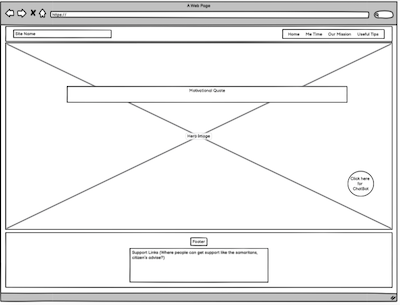 A Web Page
https://
Site Name
Home Me Time Our Mission Useful Tips
Motivational Quote
Hero Image
Click here
for
ChatBot
Footer
Support Links (Where people can get support like the samaritans,
citizen's advise?)